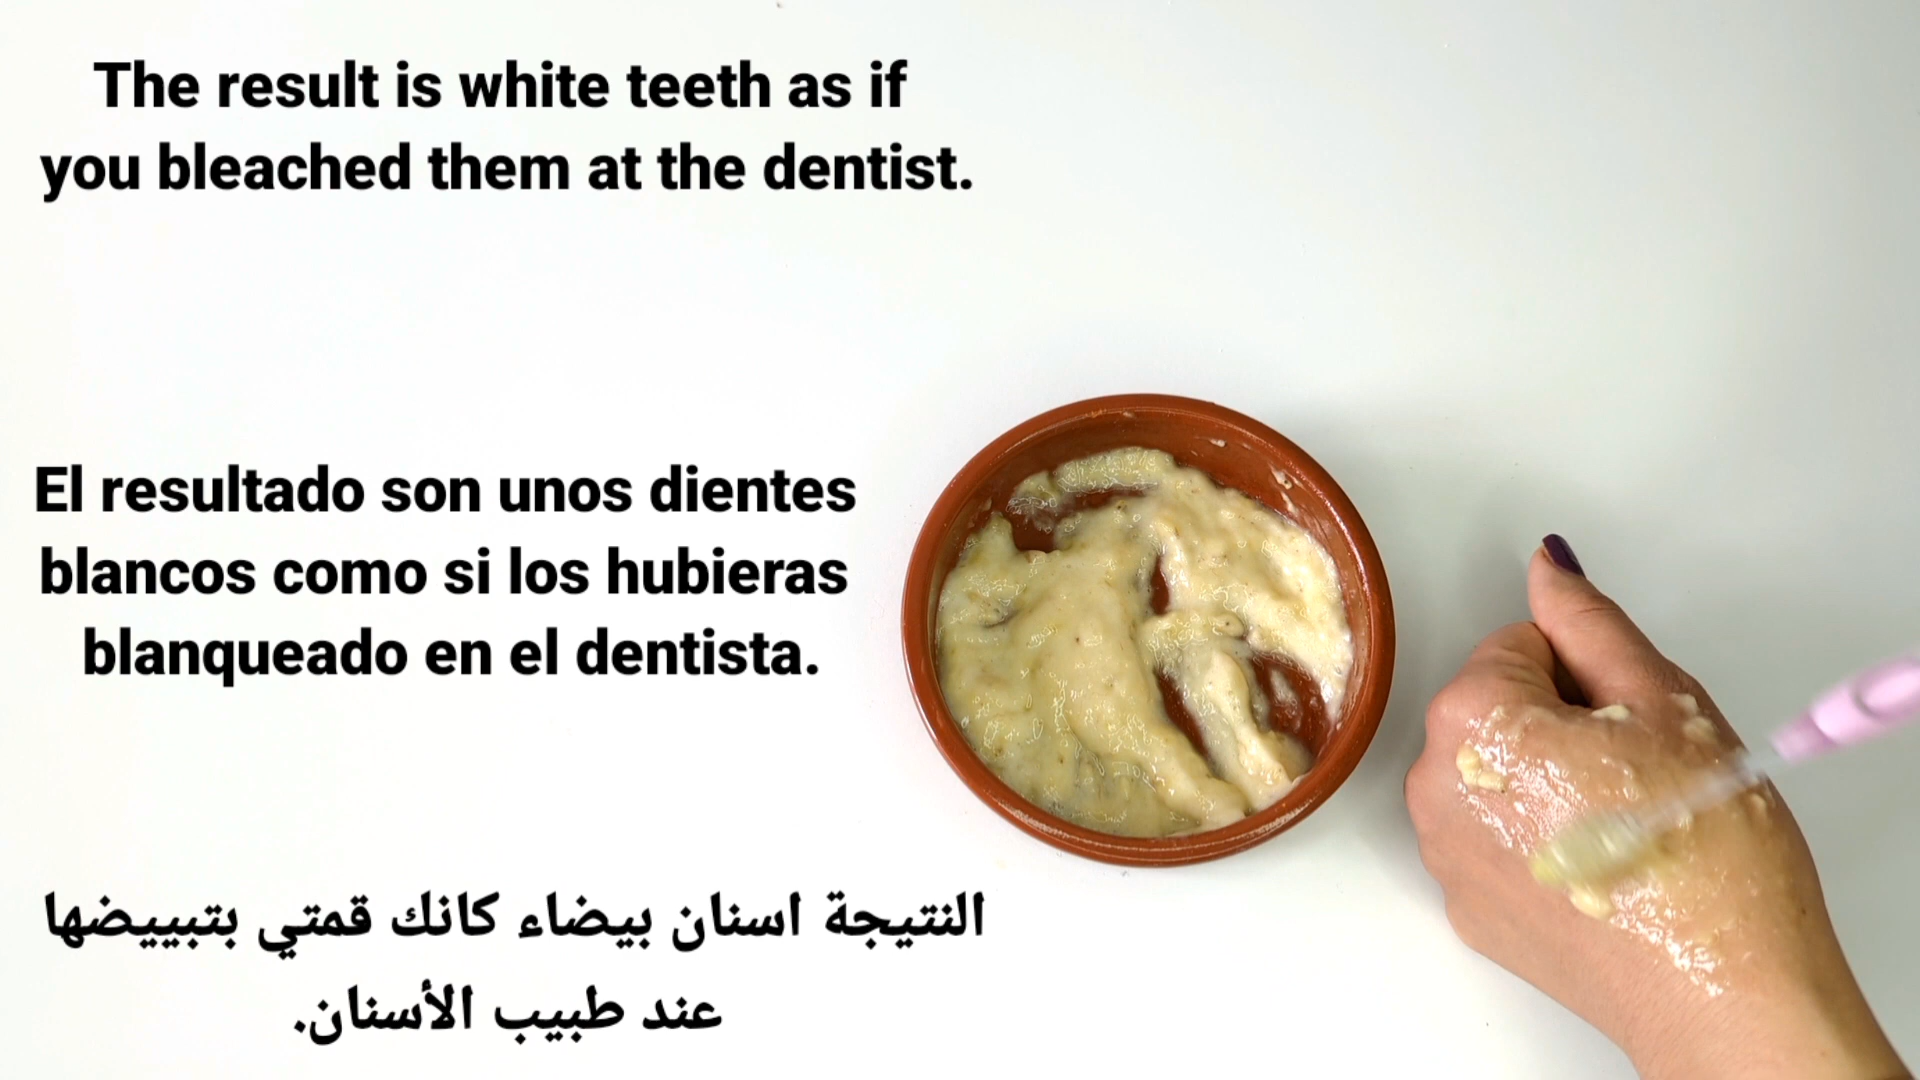 The result is white teeth as if
you bleached them at the dentist.
El resultado son unos dientes
blancos como si los hubieras
blanqueado en el dentista.
النتيجة اسنان بيضاء كانك قمتي بتبييضها
عند طبيب الأسنان.